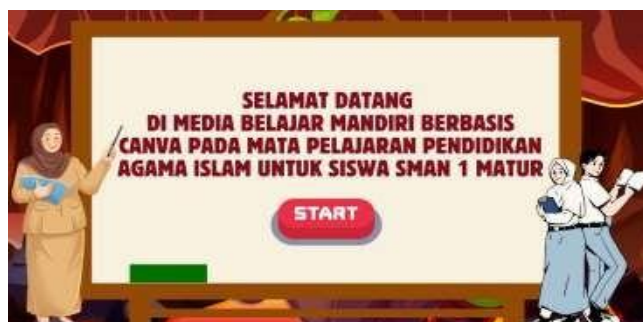 SELAMAT DATANG
DI MEDIA BELAJAR MANDIRI BERBASIS
CANVA PADA MATA PELAJARAN PENDIDIKAN
AGAMA ISLAM UNTUK SISWA SMAN 1 MATUR
START